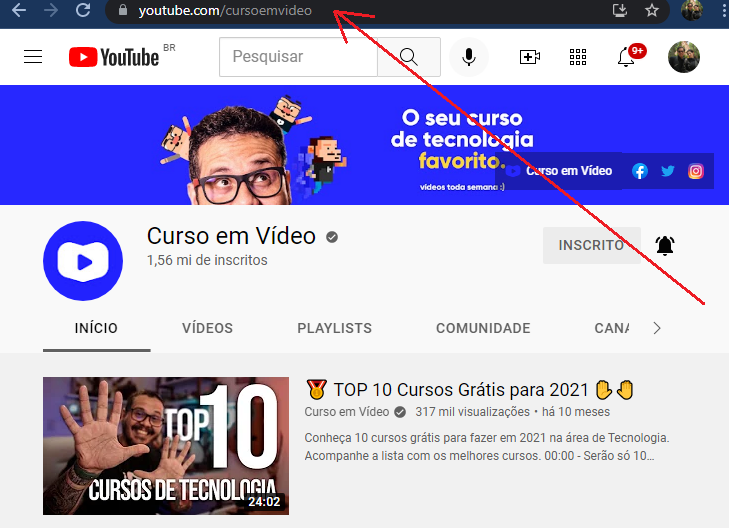 youtube.com/cursoemvideo
YouTube BR
Pesquisar
9+
O seu curso
de tecnologia
favorito.
vídeos toda semana :)
Curso em Vídeo
Curso em Vídeo
1,56 mi de inscritos
INSCRITO
INÍCIO
VÍDEOS
PLAYLISTS
COMUNIDADE
CANA
TOP 10
CURSOS DE TECNOLOGIA
24:02
TOP 10 Cursos Grátis para 2021
Curso em Vídeo 317 mil visualizações • há 10 meses
Conheça 10 cursos grátis para fazer em 2021 na área de Tecnologia.
Acompanhe a lista com os melhores cursos. 00:00 - Serão só 10...